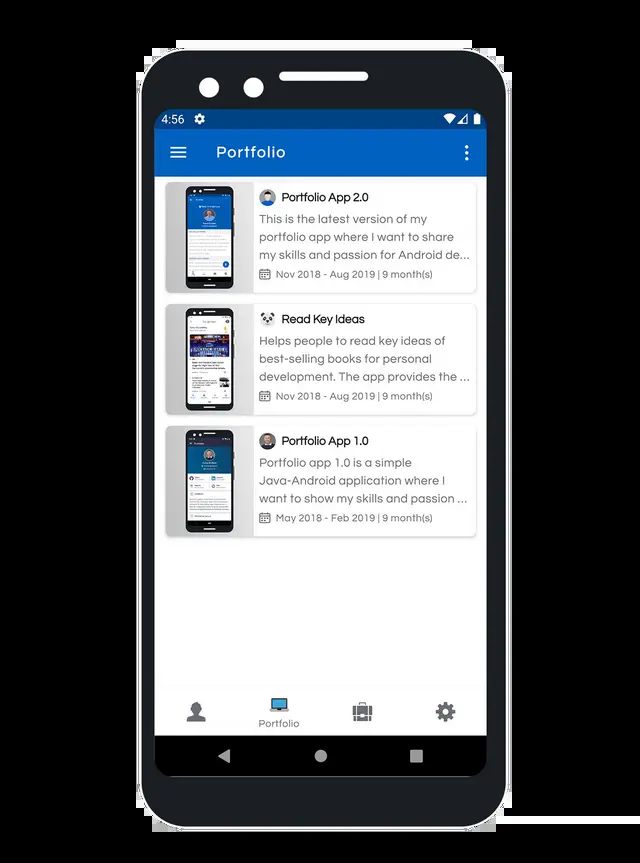 4:56
Portfolio
Portfolio App 2.0
This is the latest version of my
portfolio app where I want to share
my skills and passion for Android de...
Nov 2018 - Aug 2019 | 9 month(s)
Read Key Ideas
Helps people to read key ideas of
best-selling books for personal
development. The app provides the ...
Nov 2018 - Aug 2019 | 9 month(s)
Portfolio App 1.0
Portfolio app 1.0 is a simple
Java-Android application where I
want to show my skills and passion ...
May 2018 - Feb 2019 | 9 month(s)
Portfolio